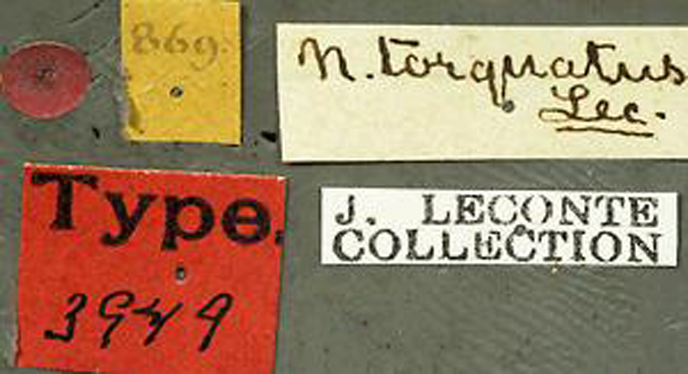 869.
n. torquatus
Lec.
Type.
3949
J. LECONTE
COLLECTION